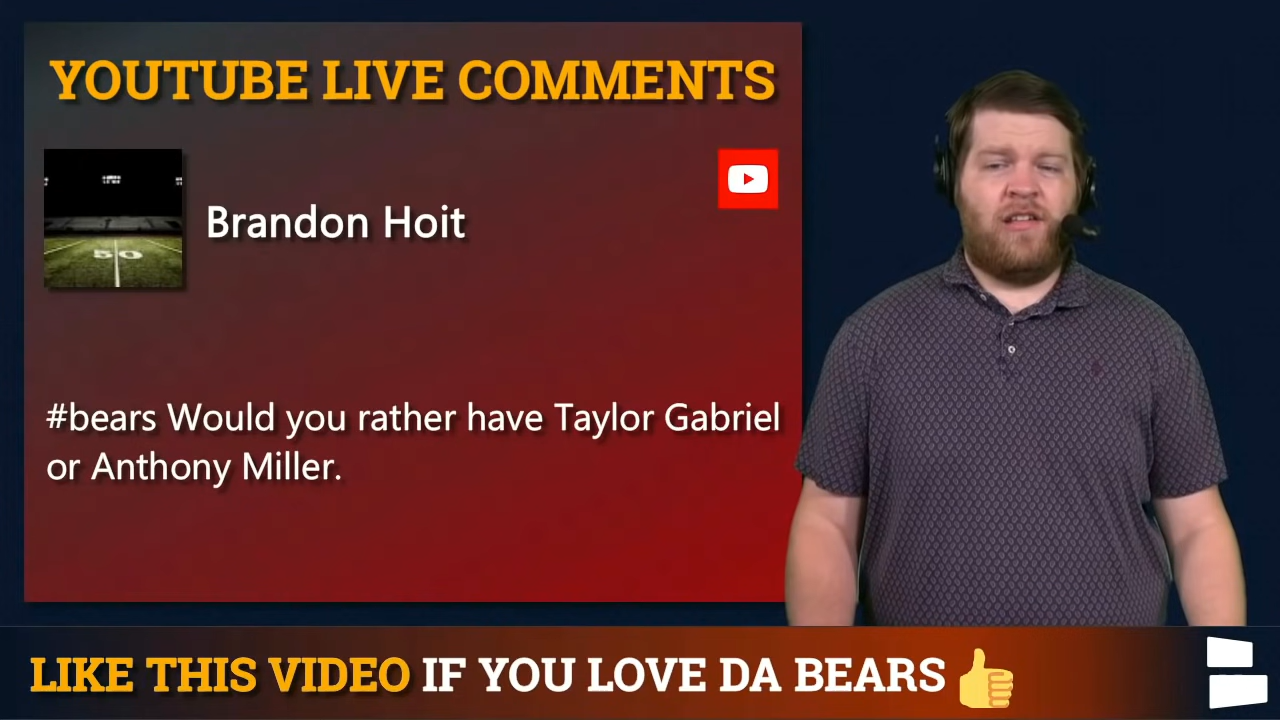 YOUTUBE LIVE COMMENTS
50
Brandon Hoit
#bears Would you rather have Taylor Gabriel
or Anthony Miller.
LIKE THIS VIDEO IF YOU LOVE DA BEARS